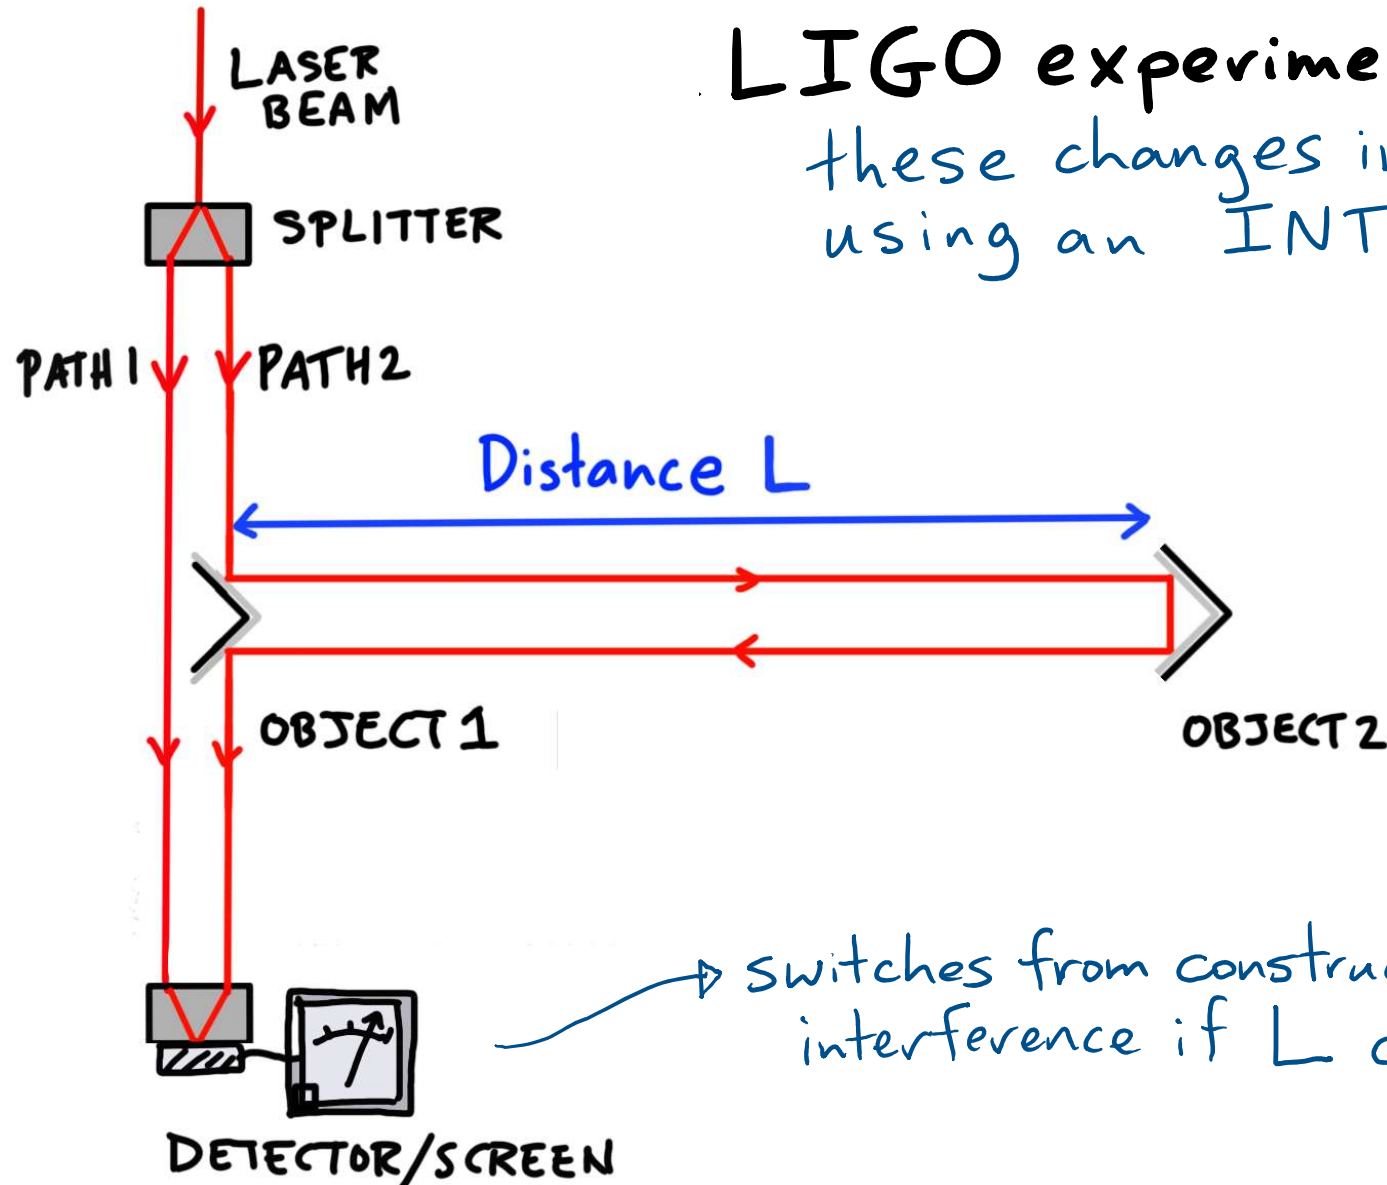 LASER
BEAM
LIGO experime
these changes i
using an INT
SPLITTER
PATH 1
PATH 2
Distance L
OBJECT 1
OBJECT 2
switches from constru
interference if L
DETECTOR/SCREEN